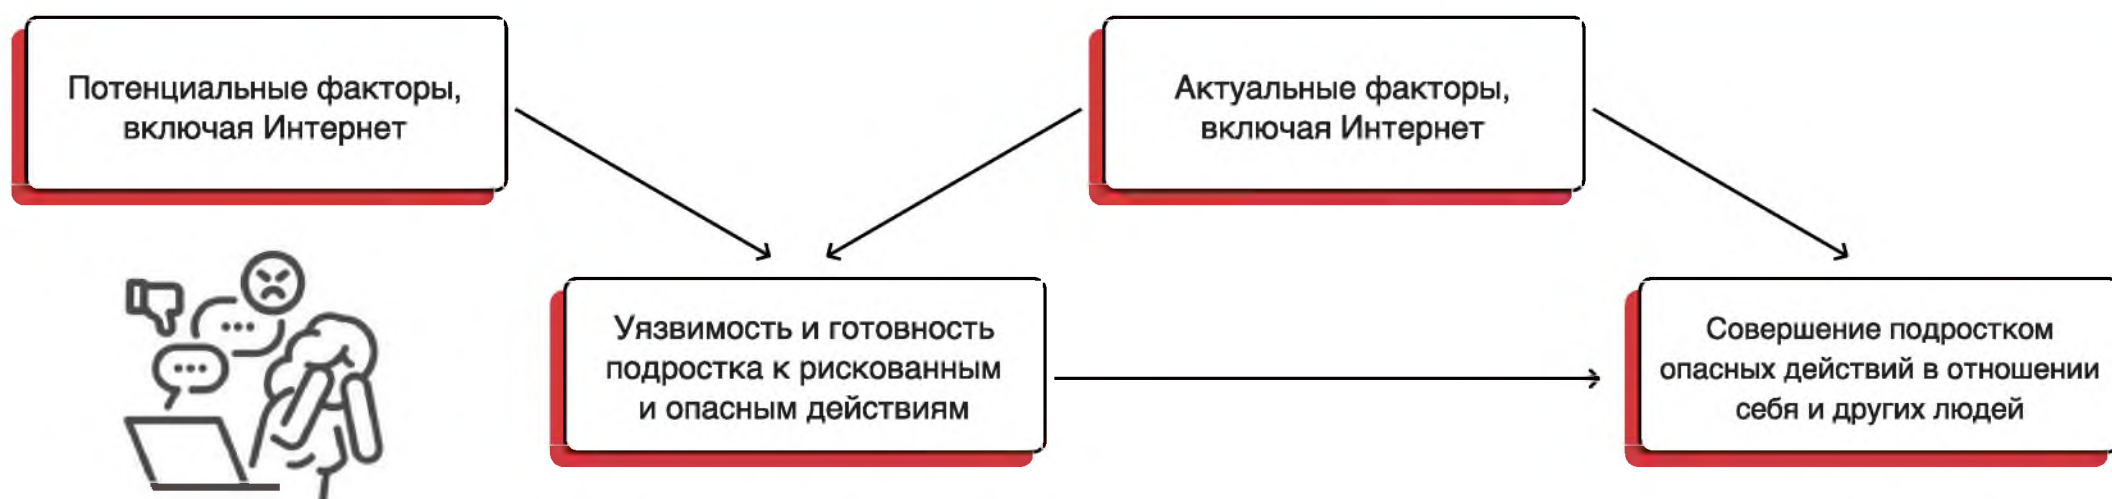 Потенциальные факторы,
включая Интернет
Актуальные факторы,
включая Интернет
Уязвимость и готовность
подростка к рискованным
и опасным действиям
Совершение подростком
опасных действий в отношении
себя и других людей